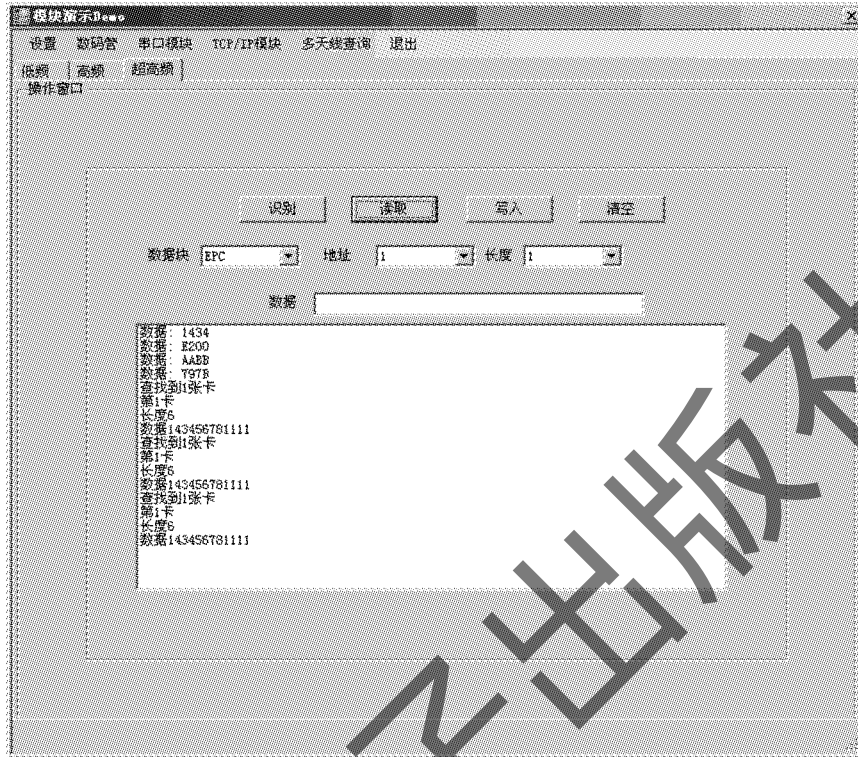 模块演示Demo
设置 数码管 串口模块 TCP/IP模块 多天线查询 退出
低频 高频 超高频
操作窗口
识别 读取 写入 清空
数据块 EPC 地址 1 长度 1
数据
数据: 1434
数据: E200
数据: AABB
数据: 797B
查找到1张卡
第1卡
长度6
数据143456781111
查找到1张卡
第1卡
长度6
数据143456781111
查找到1张卡
第1卡
长度6
数据143456781111
出版社